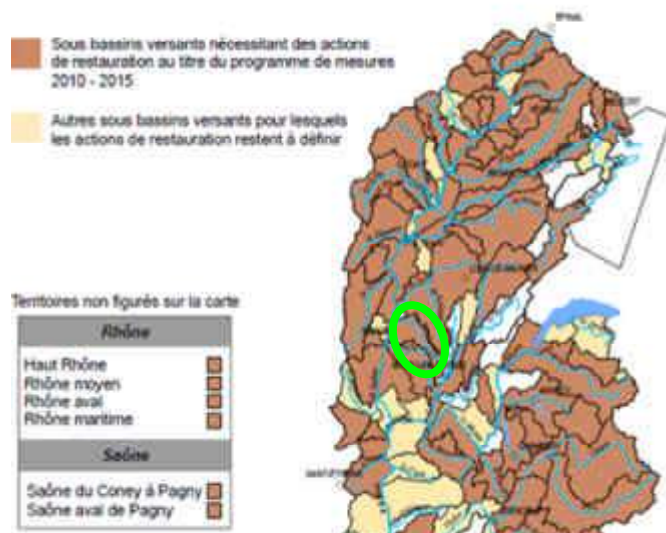 Sous bassins versants nécessitant des actions
de restauration au titre du programme de mesures
2010 - 2015
Autres sous bassins versants pour lesquels
les actions de restauration restent à définir
Territoires non figurés sur la carte
Rhône
Haut Rhône
Rhône moyen
Rhône aval
Rhône maritime
Saône
Saône du Coney à Pagny
Saône aval de Pagny